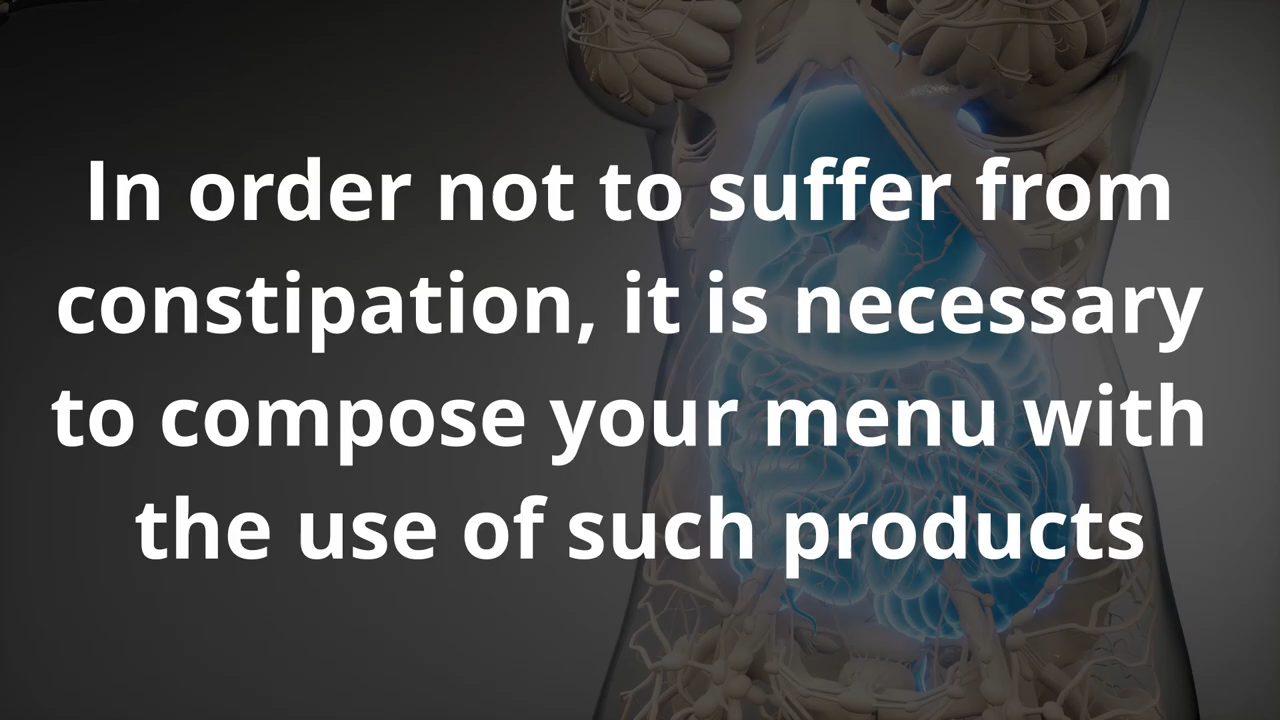 In order not to suffer from
constipation, it is necessary
to compose your menu with
the use of such products